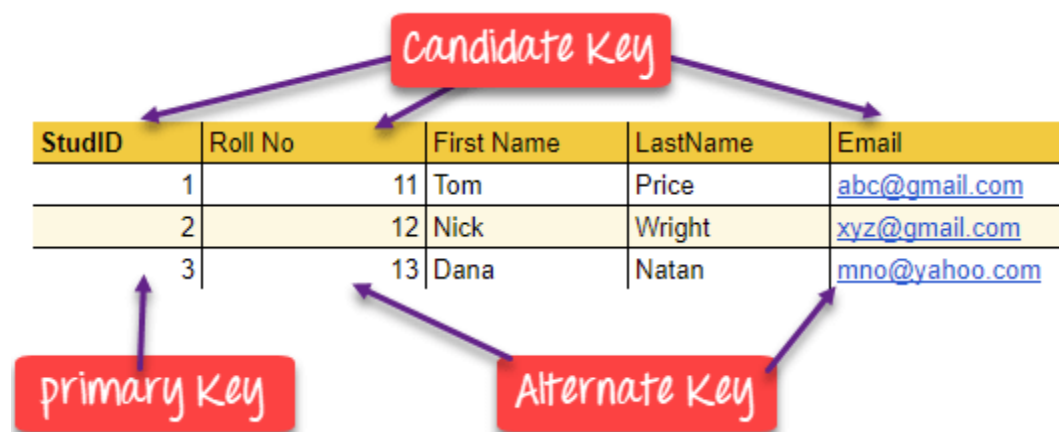 Candidate Key
StudID Roll No First Name LastName Email
1 11 Tom Price abc@gmail.com
2 12 Nick Wright xyz@gmail.com
3 13 Dana Natan mno@yahoo.com
primary Key Alternate Key